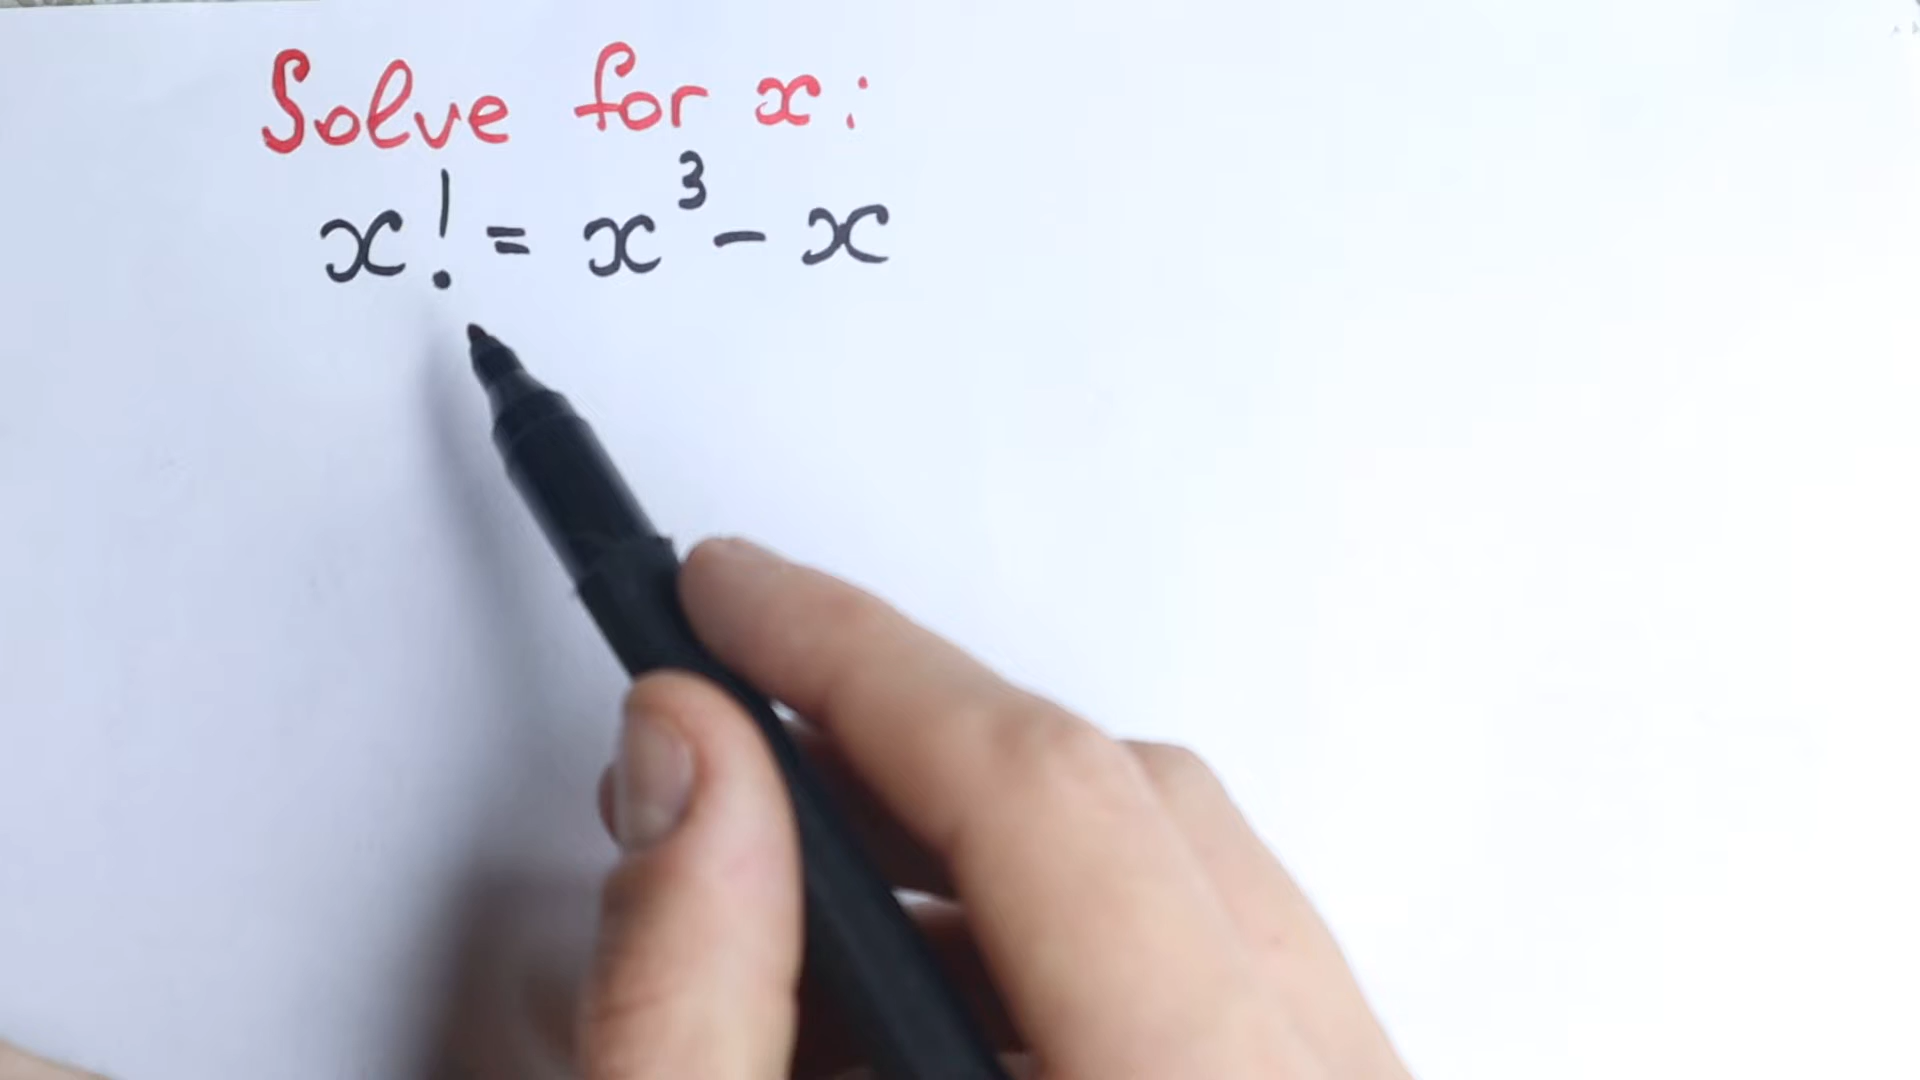 Solve for x:
x! = x³ - x